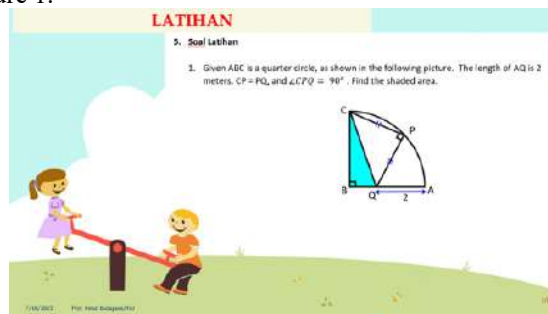 LATIHAN
5. Soal Latihan
1. Given ABC is a quarter circle, as shown in the following picture. The length of AQ is 2
meters. CP = PQ, and ∠CPQ = 90°. Find the shaded area.
C
P
B
Q
2
A